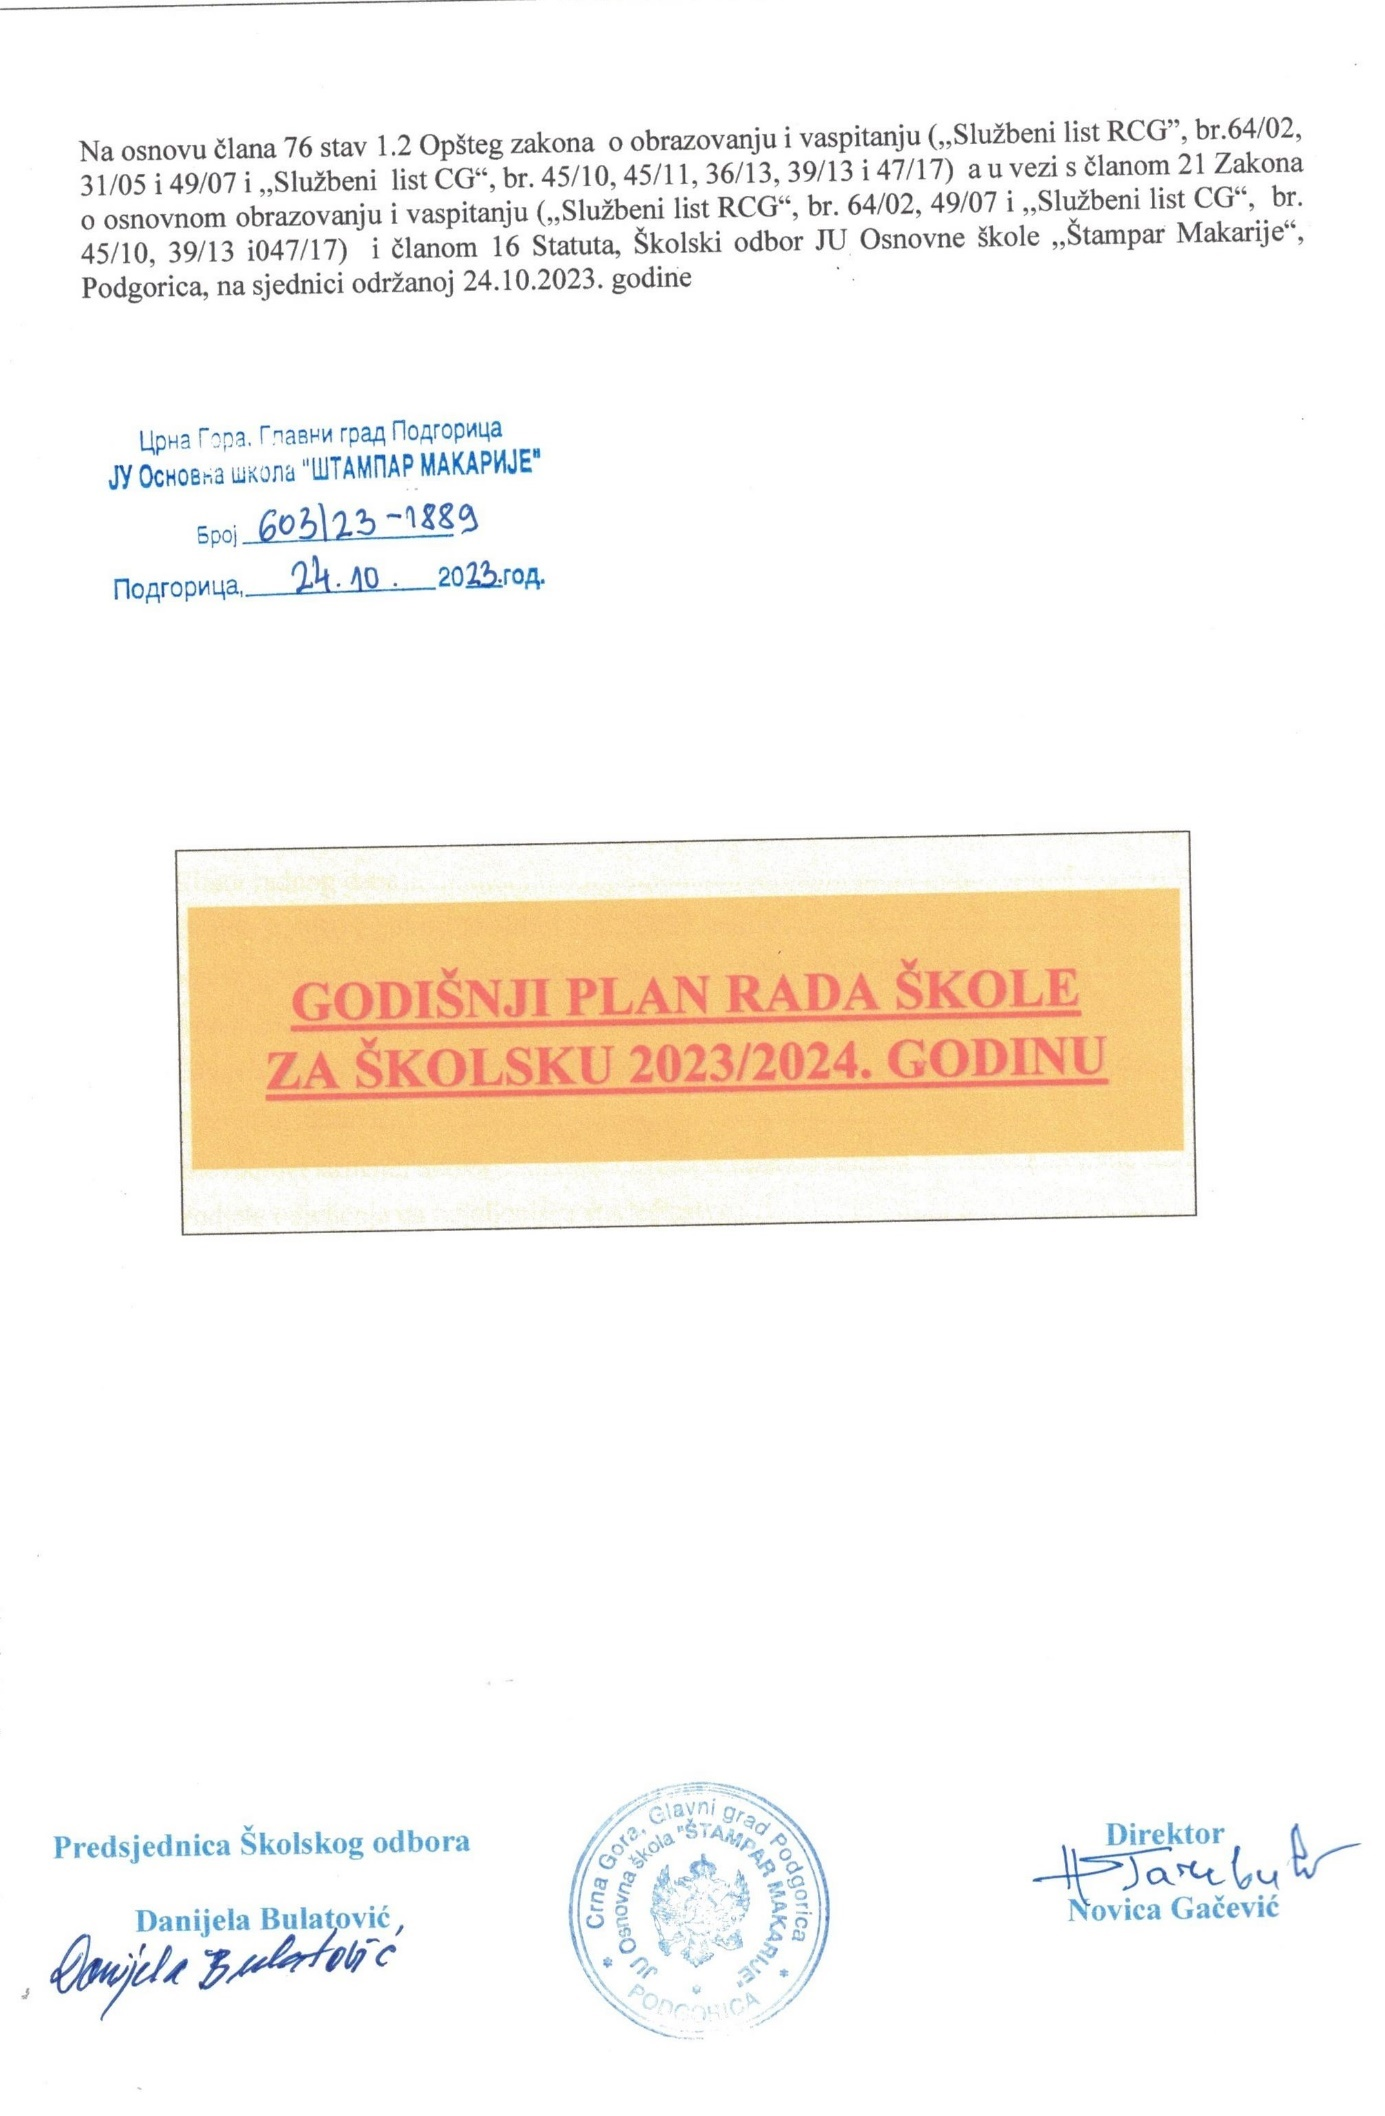 Na osnovu člana 76 stav 1.2 Opšteg zakona o obrazovanju i vaspitanju (,,Službeni list RCG”, br.64/02,
31/05 i 49/07 i ,,Službeni list CG“, br. 45/10, 45/11, 36/13, 39/13 i 47/17) a u vezi s članom 21 Zakona
o osnovnom obrazovanju i vaspitanju (,,Službeni list RCG“, br. 64/02, 49/07 i ,,Službeni list CG“, br.
45/10, 39/13 i047/17) i članom 16 Statuta, Školski odbor JU Osnovne škole ,,Štampar Makarije“,
Podgorica, na sjednici održanoj 24.10.2023. godine
Црна Гора. Главни град Подгорица
ЈУ Основна школа "ШТАМПАР МАКАРИЈЕ"
Број 603/23-1889
Подгорица, 24.10. 2023.год.
GODIŠNJI PLAN RADA ŠKOLE
ZA ŠKOLSKU 2023/2024. GODINU
Predsjednica Školskog odbora
Danijela Bulatović
Danijela Bulatović
Crna Gora, Glavni grad Podgorica
JU Osnovna škola "ŠTAMPAR MAKARIJE"
PODGORICA
Direktor
Novica Gačević